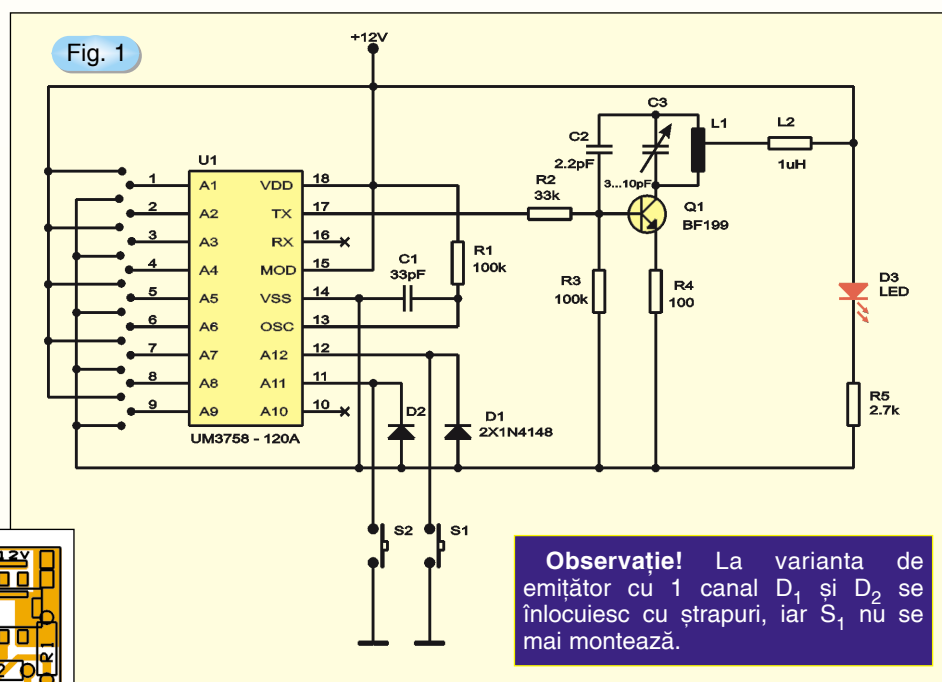 Fig. 1
+12V
U1
1 A1 VDD 18
2 A2 TX 17
3 A3 RX 16
4 A4 MOD 15
5 A5 VSS 14
6 A6 OSC 13
7 A7 A12 12
8 A8 A11 11
9 A9 A10 10
UM3758 - 120A
C1
33pF
R1
100k
R2
33k
C2
2.2pF
C3
3...10pF
L1
L2
1uH
Q1
BF199
R3
100k
R4
100
D3
LED
R5
2.7k
D2
D1
2X1N4148
S2
S1
Observație! La varianta de
emițător cu 1 canal D1 și D2 se
înlocuiesc cu ștrapuri, iar S1 nu se
mai montează.
12V
R1